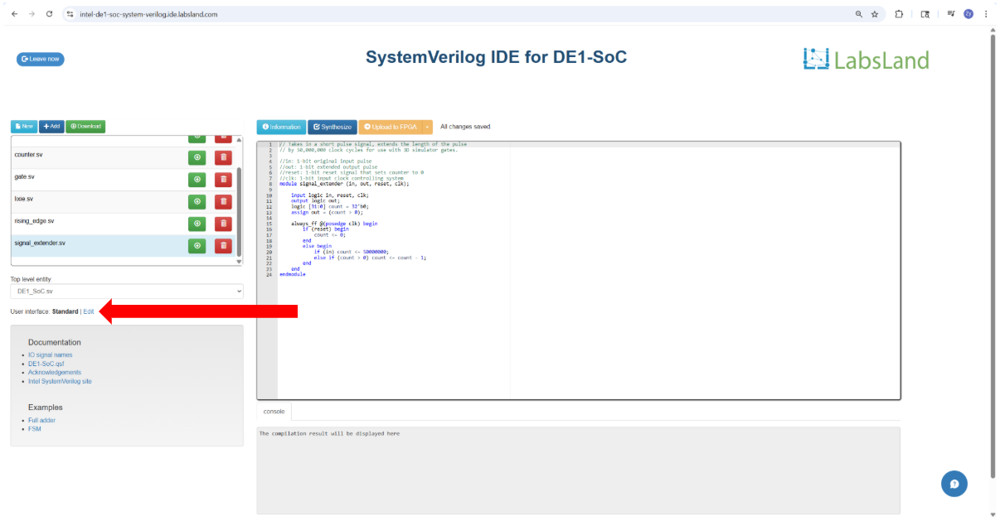 intel-de1-soc-system-verilog.ide.labsland.com
Leave now
SystemVerilog IDE for DE1-SoC
LabsLand
New
Add
Download
Information
Synthesize
Upload to FPGA
All changes saved.
counter.sv
gate.sv
lixie.sv
rising_edge.sv
signal_extender.sv
Top level entity:
DE1_SoC.sv
User interface: Standard | Edit
Documentation
IO signal names
DE1-SoC.qsf
Acknowledgements
Intel SystemVerilog site
Examples
Full adder
FSM
1 // Takes in a short pulse signal, extends the length of the pulse
2 // by 50,000,000 clock cycles for use with 3D simulator gates.
3
4 //in: 1-bit original input pulse
5 //out: 1-bit extended output pulse
6 //reset: 1-bit reset signal that sets counter to 0
7 //clk: 1-bit input clock controlling system
8 module signal_extender (in, out, reset, clk);
9
10 input logic in, reset, clk;
11 output logic out;
12 logic [31:0] count = 32'b0;
13 assign out = (count > 0);
14
15 always_ff @(posedge clk) begin
16 if (reset) begin
17 count <= 0;
18 end
19 else begin
20 if (in) count <= 50000000;
21 else if (count > 0) count <= count - 1;
22 end
23 end
24 endmodule
console
The compilation result will be displayed here